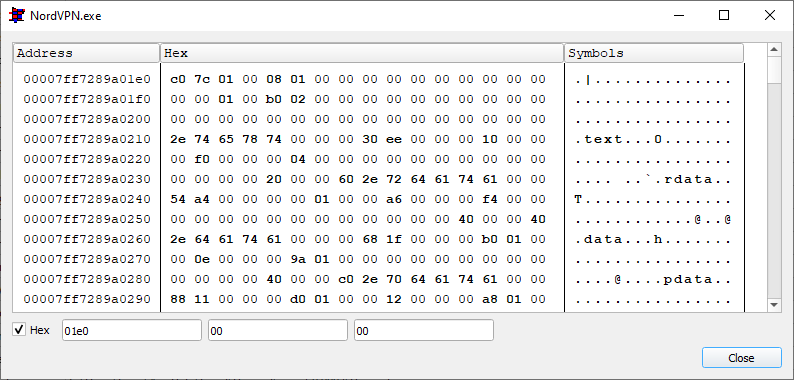 NordVPN.exe
Address Hex Symbols
00007ff7289a01e0 c0 7c 01 00 08 01 00 00 00 00 00 00 00 00 00 00 .|..............
00007ff7289a01f0 00 00 01 00 b0 02 00 00 00 00 00 00 00 00 00 00 ................
00007ff7289a0200 00 00 00 00 00 00 00 00 00 00 00 00 00 00 00 00 ................
00007ff7289a0210 2e 74 65 78 74 00 00 00 30 ee 00 00 00 10 00 00 .text...0.......
00007ff7289a0220 00 f0 00 00 00 04 00 00 00 00 00 00 00 00 00 00 ................
00007ff7289a0230 00 00 00 00 20 00 00 60 2e 72 64 61 74 61 00 00 .... ..`.rdata..
00007ff7289a0240 54 a4 00 00 00 00 01 00 00 a6 00 00 00 f4 00 00 T...............
00007ff7289a0250 00 00 00 00 00 00 00 00 00 00 00 00 40 00 00 40 ............@..@
00007ff7289a0260 2e 64 61 74 61 00 00 00 68 1f 00 00 00 b0 01 00 .data...h.......
00007ff7289a0270 00 0e 00 00 00 9a 01 00 00 00 00 00 00 00 00 00 ................
00007ff7289a0280 00 00 00 00 40 00 00 c0 2e 70 64 61 74 61 00 00 ....@....pdata..
00007ff7289a0290 88 11 00 00 00 d0 01 00 00 12 00 00 00 a8 01 00 ................
Hex 01e0 00 00
Close